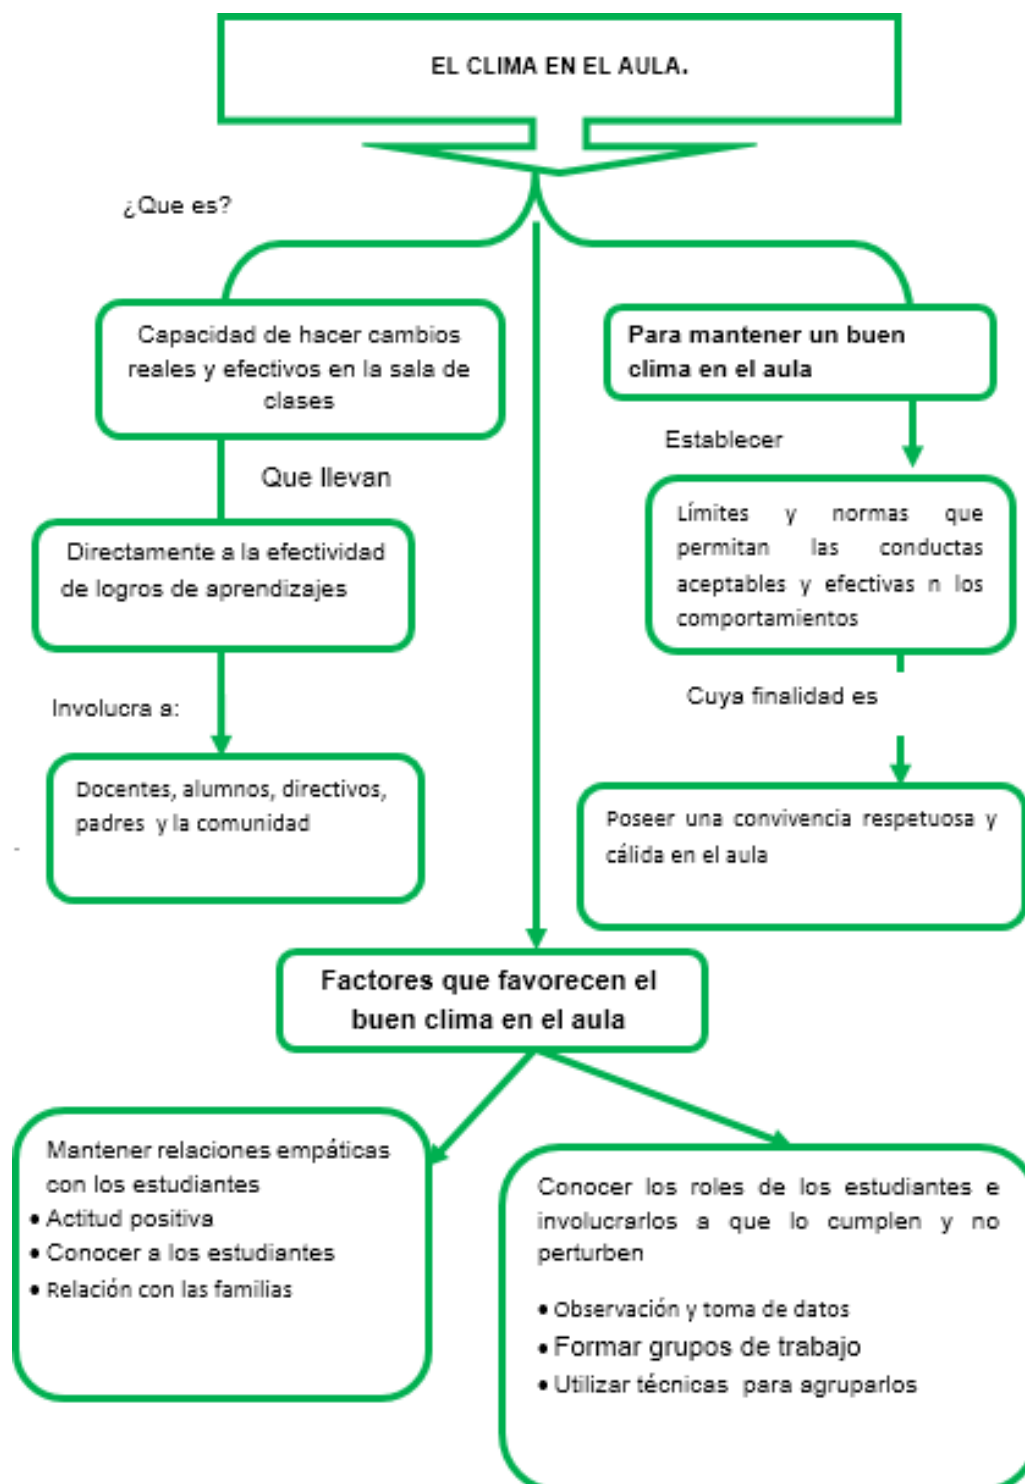 EL CLIMA EN EL AULA.
¿Que es?
Capacidad de hacer cambios
reales y efectivos en la sala de
clases
Que llevan
Directamente a la efectividad
de logros de aprendizajes
Involucra a:
Docentes, alumnos, directivos,
padres y la comunidad
Para mantener un buen
clima en el aula
Establecer
Límites y normas que
permitan las conductas
aceptables y efectivas n los
comportamientos
Cuya finalidad es
Poseer una convivencia respetuosa y
cálida en el aula
Factores que favorecen el
buen clima en el aula
Mantener relaciones empáticas
con los estudiantes
• Actitud positiva
• Conocer a los estudiantes
• Relación con las familias
Conocer los roles de los estudiantes e
involucrarlos a que lo cumplen y no
perturben
• Observación y toma de datos
• Formar grupos de trabajo
• Utilizar técnicas para agruparlos